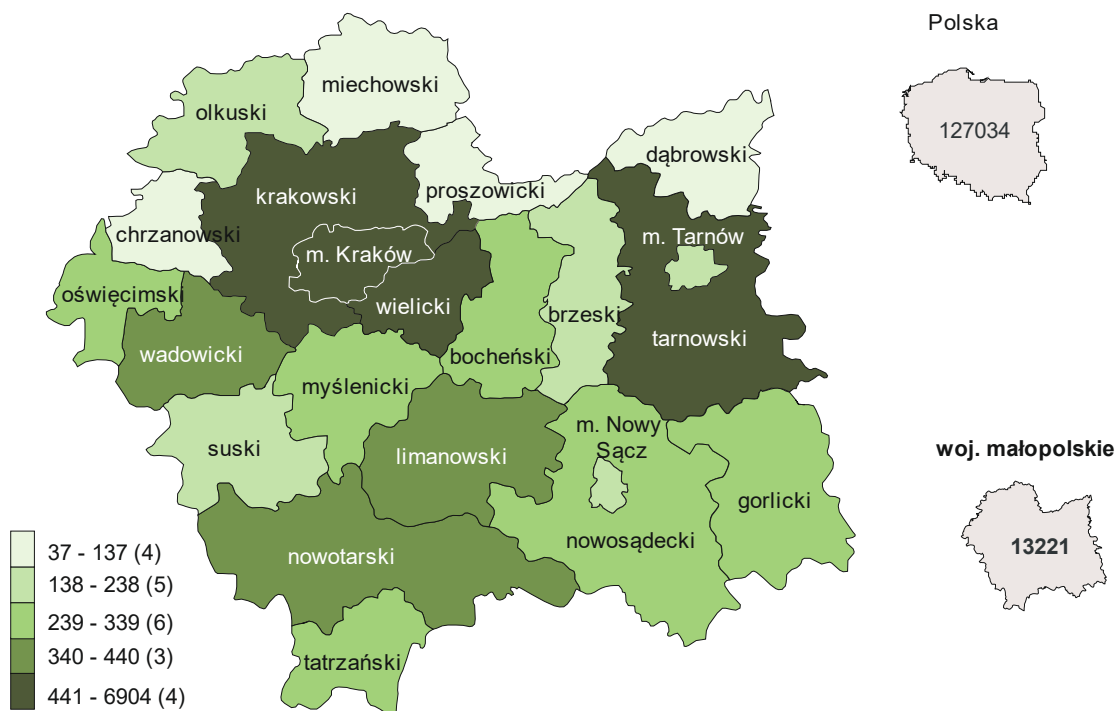 Polska
miechowski
olkuski
127034
dąbrowski
krakowski
proszowicki
chrzanowski
m. Tarnów
m. Kraków
oświęcimski
wielicki
brzeski
tarnowski
wadowicki
bocheński
myślenicki
m. Nowy
Sącz
suski
limanowski
woj. małopolskie
gorlicki
nowosądecki
nowotarski
13221
tatrzański
37 - 137 (4)
138 - 238 (5)
239 - 339 (6)
340 - 440 (3)
441 - 6904 (4)